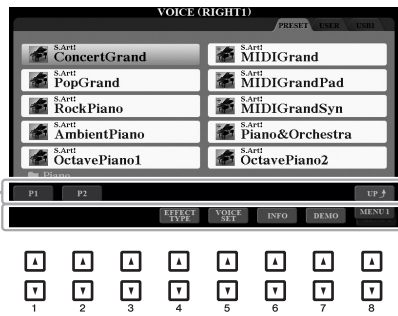 VOICE (RIGHT1)
PRESET USER USB1
S.Art!
ConcertGrand
S.Art!
MIDIGrand
S.Art!
PopGrand
S.Art!
MIDIGrandPad
S.Art!
RockPiano
S.Art!
MIDIGrandSyn
S.Art!
AmbientPiano
S.Art!
Piano&Orchestra
S.Art!
OctavePiano1
S.Art!
OctavePiano2
Piano
P1 P2 UP
EFFECT TYPE
VOICE SET
INFO
DEMO
MENU 1
1 2 3 4 5 6 7 8